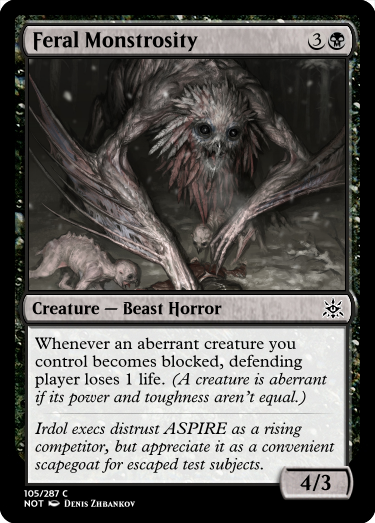 Feral Monstrosity 3
Creature — Beast Horror
Whenever an aberrant creature you
control becomes blocked, defending
player loses 1 life. (A creature is aberrant
if its power and toughness aren't equal.)
Irdol execs distrust ASPIRE as a rising
competitor, but appreciate it as a convenient
scapegoat for escaped test subjects.
4/3
105/287 C
NOT Denis Zhbankov